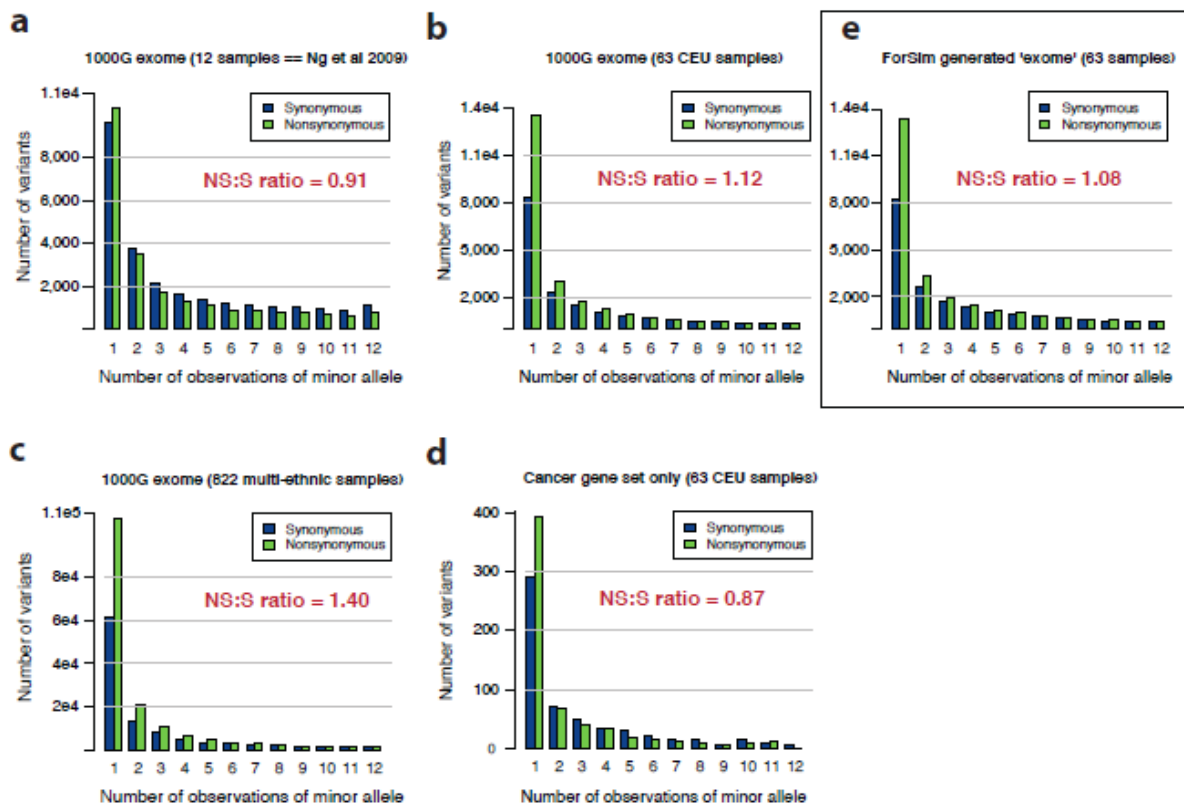 a
1000G exome (12 samples == Ng et al 2009)
1.1e4
8,000
6,000
4,000
2,000
Number of variants
Synonymous
Nonsynonymous
NS:S ratio = 0.91
1 2 3 4 5 6 7 8 9 10 11 12
Number of observations of minor allele
b
1000G exome (63 CEU samples)
1.4e4
1.1e4
8,000
5,000
2,000
Number of variants
Synonymous
Nonsynonymous
NS:S ratio = 1.12
1 2 3 4 5 6 7 8 9 10 11 12
Number of observations of minor allele
e
ForSim generated 'exome' (63 samples)
1.4e4
1.1e4
8,000
5,000
2,000
Number of variants
Synonymous
Nonsynonymous
NS:S ratio = 1.08
1 2 3 4 5 6 7 8 9 10 11 12
Number of observations of minor allele
c
1000G exome (822 multi-ethnic samples)
1.1e5
8e4
6e4
4e4
2e4
Number of variants
Synonymous
Nonsynonymous
NS:S ratio = 1.40
1 2 3 4 5 6 7 8 9 10 11 12
Number of observations of minor allele
d
Cancer gene set only (63 CEU samples)
400
300
200
100
0
Number of variants
Synonymous
Nonsynonymous
NS:S ratio = 0.87
1 2 3 4 5 6 7 8 9 10 11 12
Number of observations of minor allele